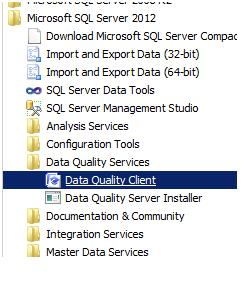 Microsoft SQL Server 2012
Download Microsoft SQL Server Compac
Import and Export Data (32-bit)
Import and Export Data (64-bit)
SQL Server Data Tools
SQL Server Management Studio
Analysis Services
Configuration Tools
Data Quality Services
Data Quality Client
Data Quality Server Installer
Documentation & Community
Integration Services
Master Data Services